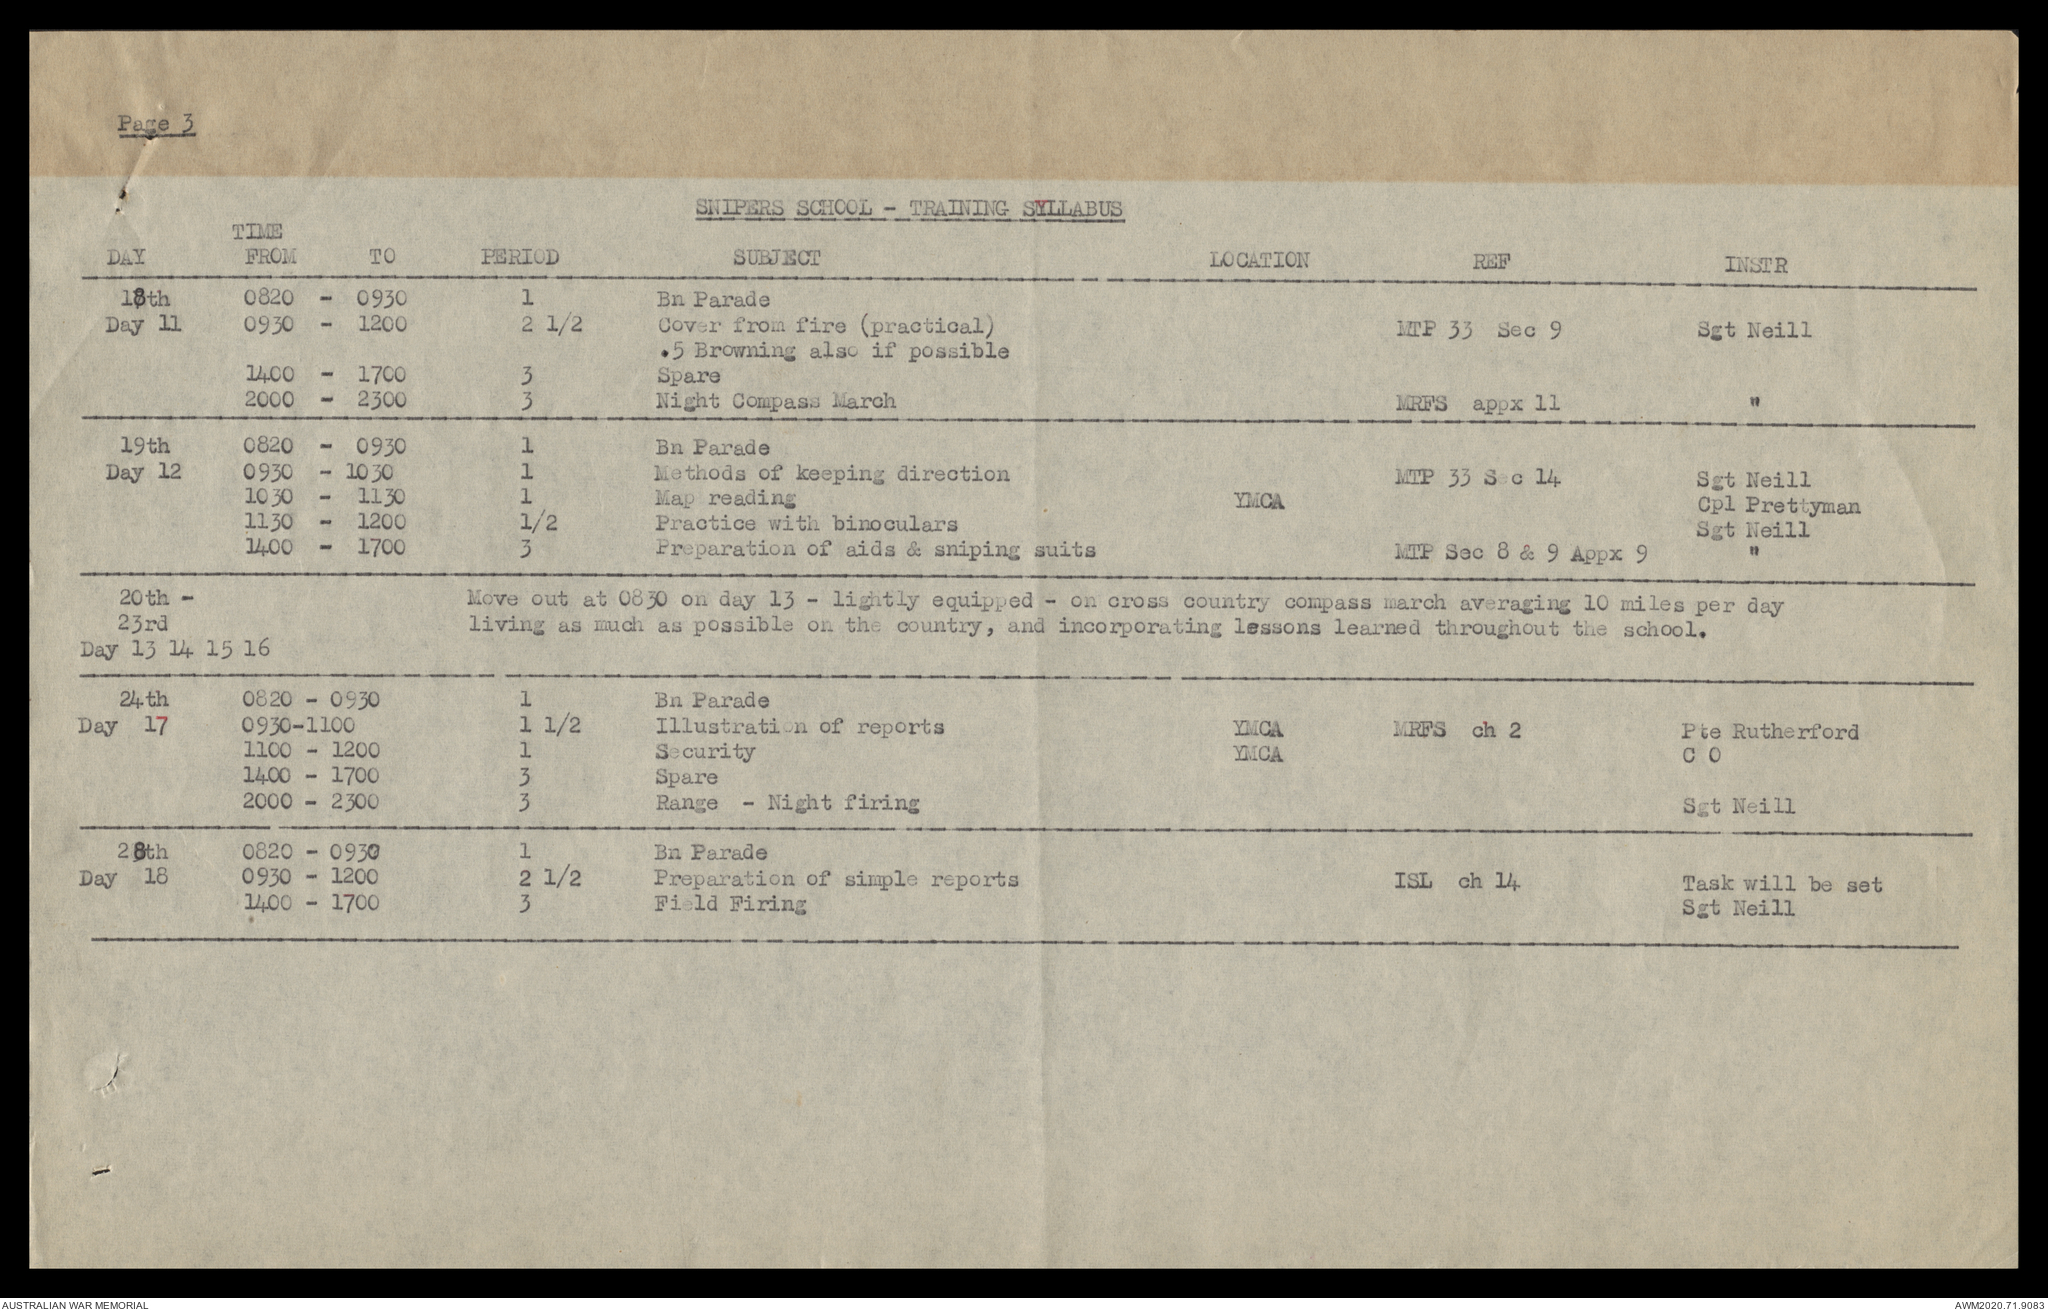 Page 3
SNIPERS SCHOOL - TRAINING SYLLABUS
TIME
DAY FROM TO PERIOD SUBJECT LOCATION REF INSTR
18th 0820 - 0930 1 Bn Parade
Day 11 0930 - 1200 2 1/2 Cover from fire (practical) MTP 33 Sec 9 Sgt Neill
.5 Browning also if possible
1400 - 1700 3 Spare
2000 - 2300 3 Night Compass March MRFS appx 11 "
19th 0820 - 0930 1 Bn Parade
Day 12 0930 - 1030 1 Methods of keeping direction MTP 33 Sec 14 Sgt Neill
1030 - 1130 1 Map reading YMCA Cpl Prettyman
1130 - 1200 1/2 Practice with binoculars Sgt Neill
1400 - 1700 3 Preparation of aids & sniping suits MTP Sec 8 & 9 Appx 9 "
20th - Move out at 0830 on day 13 - lightly equipped - on cross country compass march averaging 10 miles per day
23rd living as much as possible on the country, and incorporating lessons learned throughout the school.
Day 13 14 15 16
24th 0820 - 0930 1 Bn Parade
Day 17 0930-1100 1 1/2 Illustration of reports YMCA MRFS ch 2 Pte Rutherford
1100 - 1200 1 Security YMCA C O
1400 - 1700 3 Spare
2000 - 2300 3 Range - Night firing Sgt Neill
28th 0820 - 0930 1 Bn Parade
Day 18 0930 - 1200 2 1/2 Preparation of simple reports ISL ch 14 Task will be set
1400 - 1700 3 Field Firing Sgt Neill
AUSTRALIAN WAR MEMORIAL AWM2020.71.9083